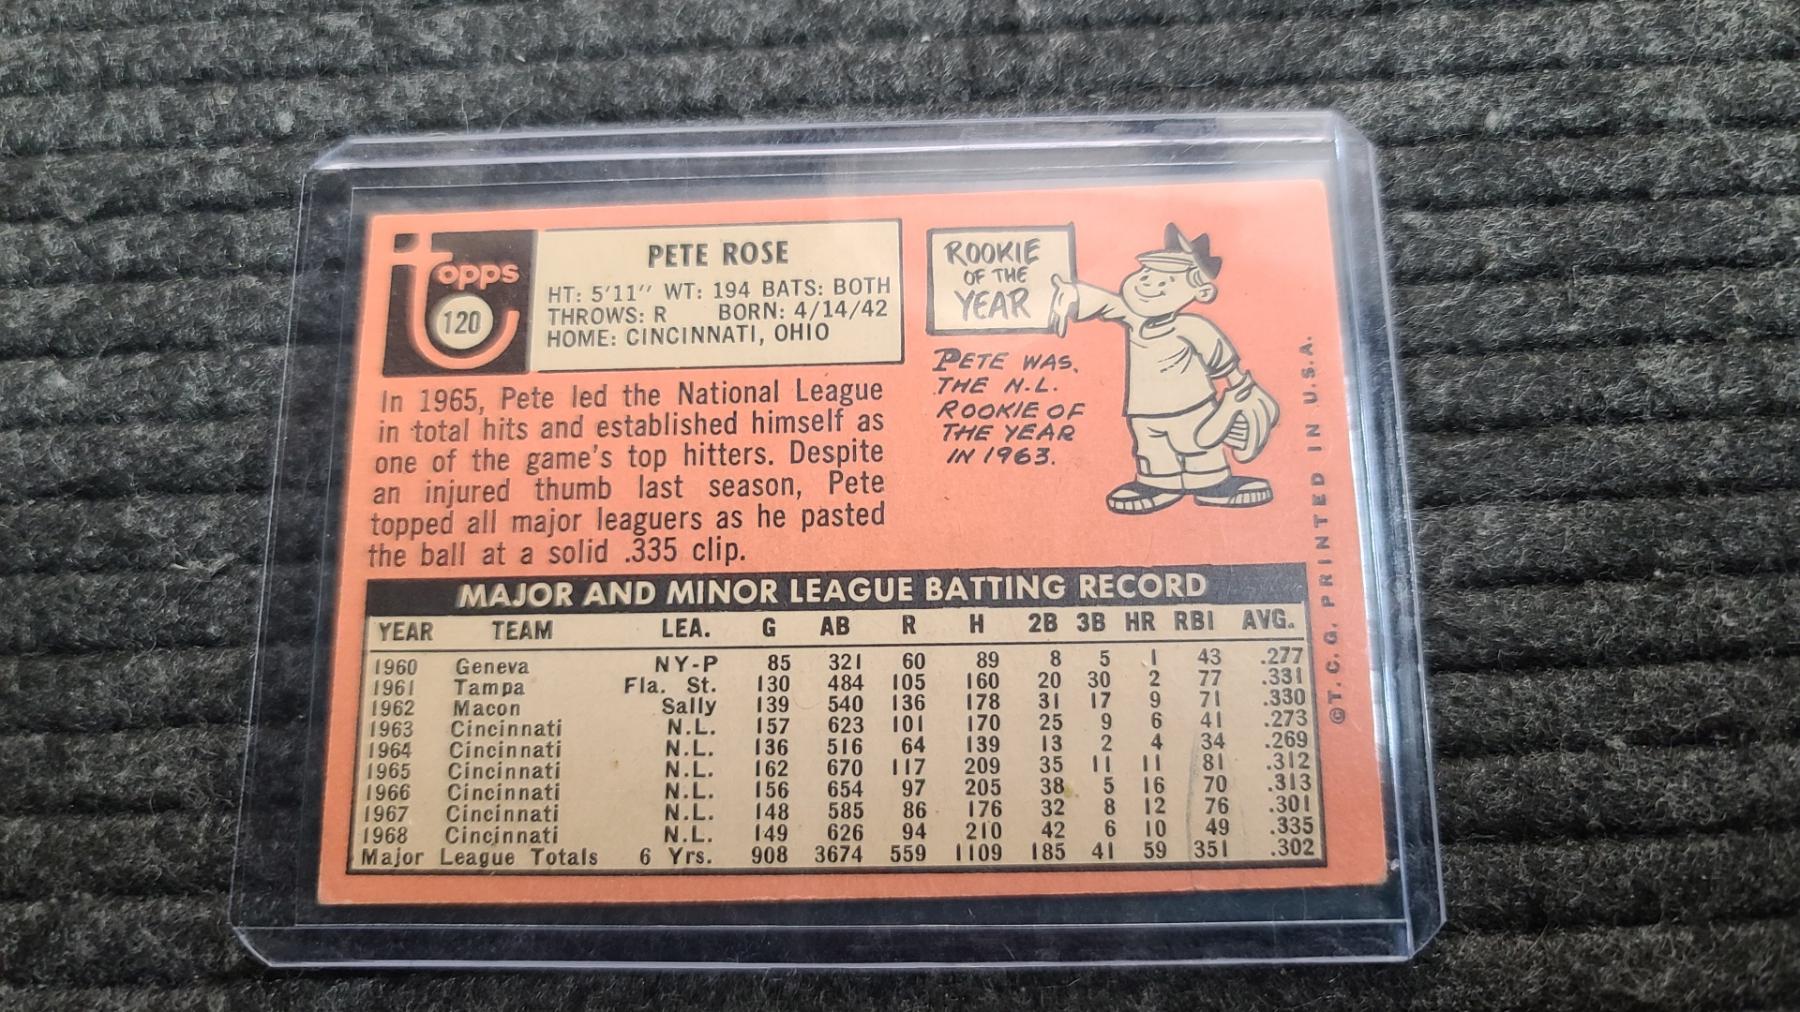 Topps
120
PETE ROSE
HT: 5'11" WT: 194 BATS: BOTH
THROWS: R BORN: 4/14/42
HOME: CINCINNATI, OHIO
In 1965, Pete led the National League
in total hits and established himself as
one of the game's top hitters. Despite
an injured thumb last season, Pete
topped all major leaguers as he pasted
the ball at a solid .335 clip.
ROOKIE
OF THE
YEAR
PETE WAS
THE N.L.
ROOKIE OF
THE YEAR
IN 1963.
©T.C.G. PRINTED IN U.S.A.
MAJOR AND MINOR LEAGUE BATTING RECORD
YEAR TEAM LEA. G AB R H 2B 3B HR RBI AVG.
1960 Geneva NY-P 85 321 60 89 8 5 1 43 .277
1961 Tampa Fla. St. 130 484 105 160 20 30 2 77 .331
1962 Macon Sally 139 540 136 178 31 17 9 71 .330
1963 Cincinnati N.L. 157 623 101 170 25 9 6 41 .273
1964 Cincinnati N.L. 136 516 64 139 13 2 4 34 .269
1965 Cincinnati N.L. 162 670 117 209 35 11 11 81 .312
1966 Cincinnati N.L. 156 654 97 205 38 5 16 70 .313
1967 Cincinnati N.L. 148 585 86 176 32 8 12 76 .301
1968 Cincinnati N.L. 149 626 94 210 42 6 10 49 .335
Major League Totals 6 Yrs. 908 3674 559 1109 185 41 59 351 .302